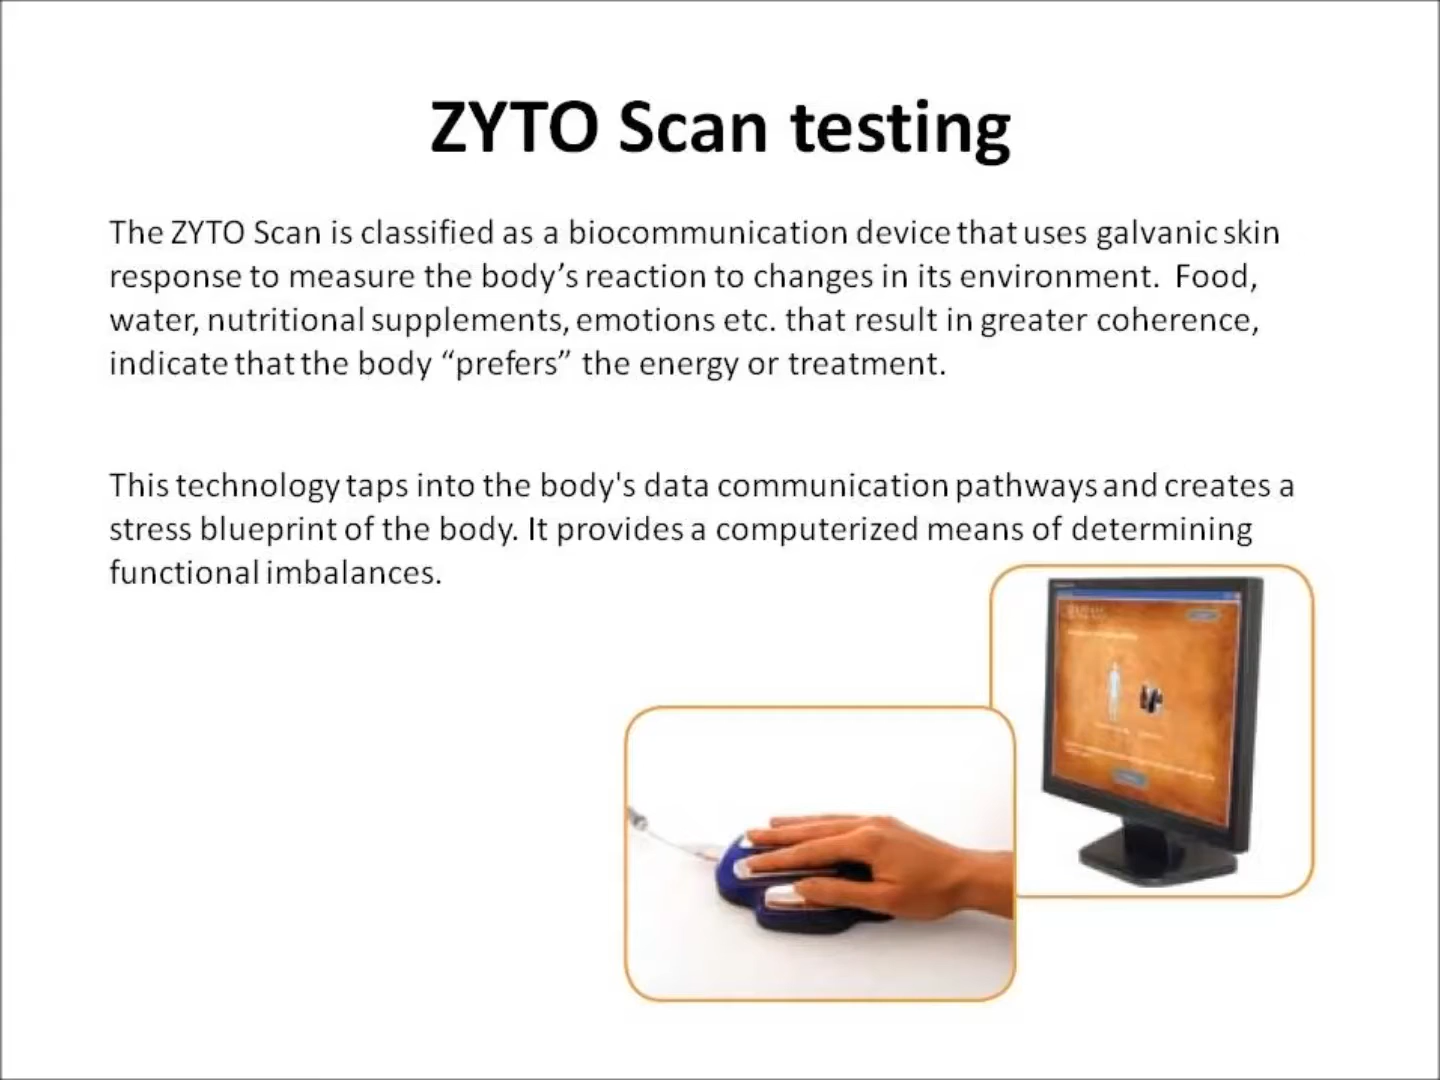 ZYTO Scan testing
The ZYTO Scan is classified as a biocommunication device that uses galvanic skin
response to measure the body’s reaction to changes in its environment.  Food,
water, nutritional supplements, emotions etc. that result in greater coherence,
indicate that the body “prefers” the energy or treatment.
This technology taps into the body's data communication pathways and creates a
stress blueprint of the body. It provides a computerized means of determining
functional imbalances.